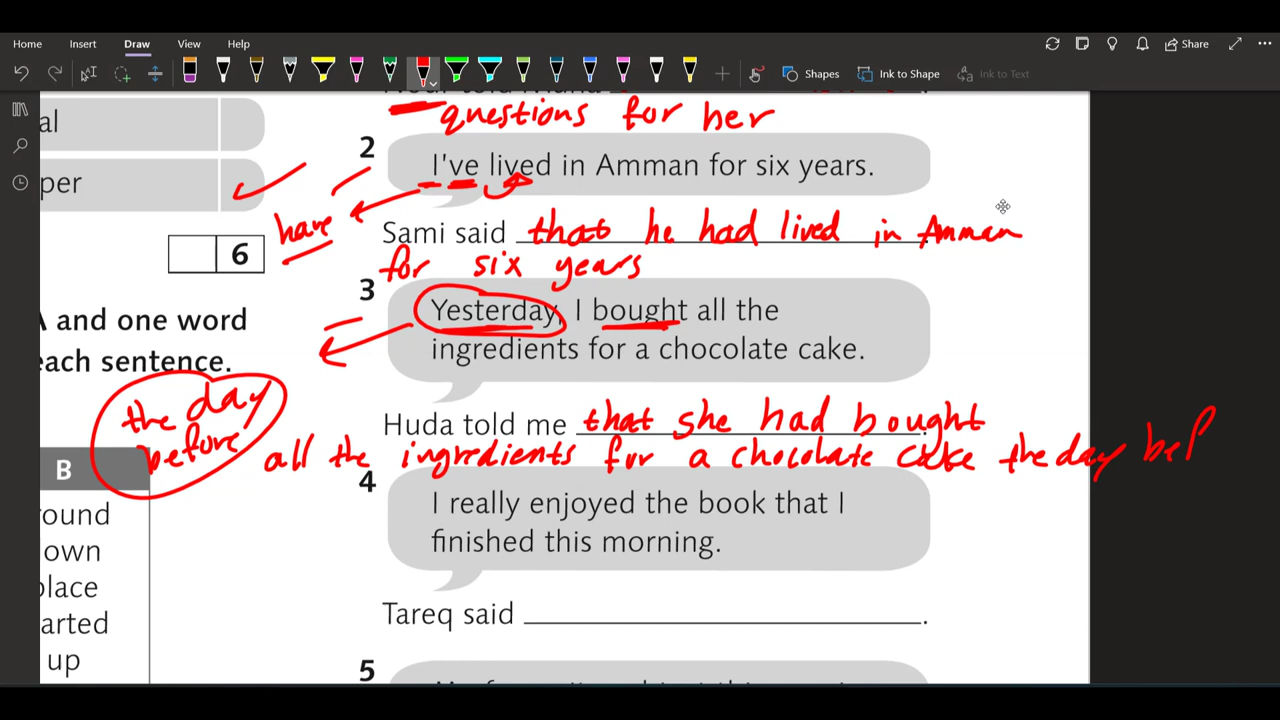 Home Insert Draw View Help
Share
Shapes Ink to Shape Ink to Text
questions for her
al
2
I've lived in Amman for six years.
per
have
Sami said that he had lived in Amman
for six years
6
3
Yesterday, I bought all the
ingredients for a chocolate cake.
A and one word
each sentence.
the day
before
Huda told me that she had bought.
all the ingredients for a chocolate cake the day bef
B
4
I really enjoyed the book that I
finished this morning.
round
own
place
arted
up
Tareq said .
5